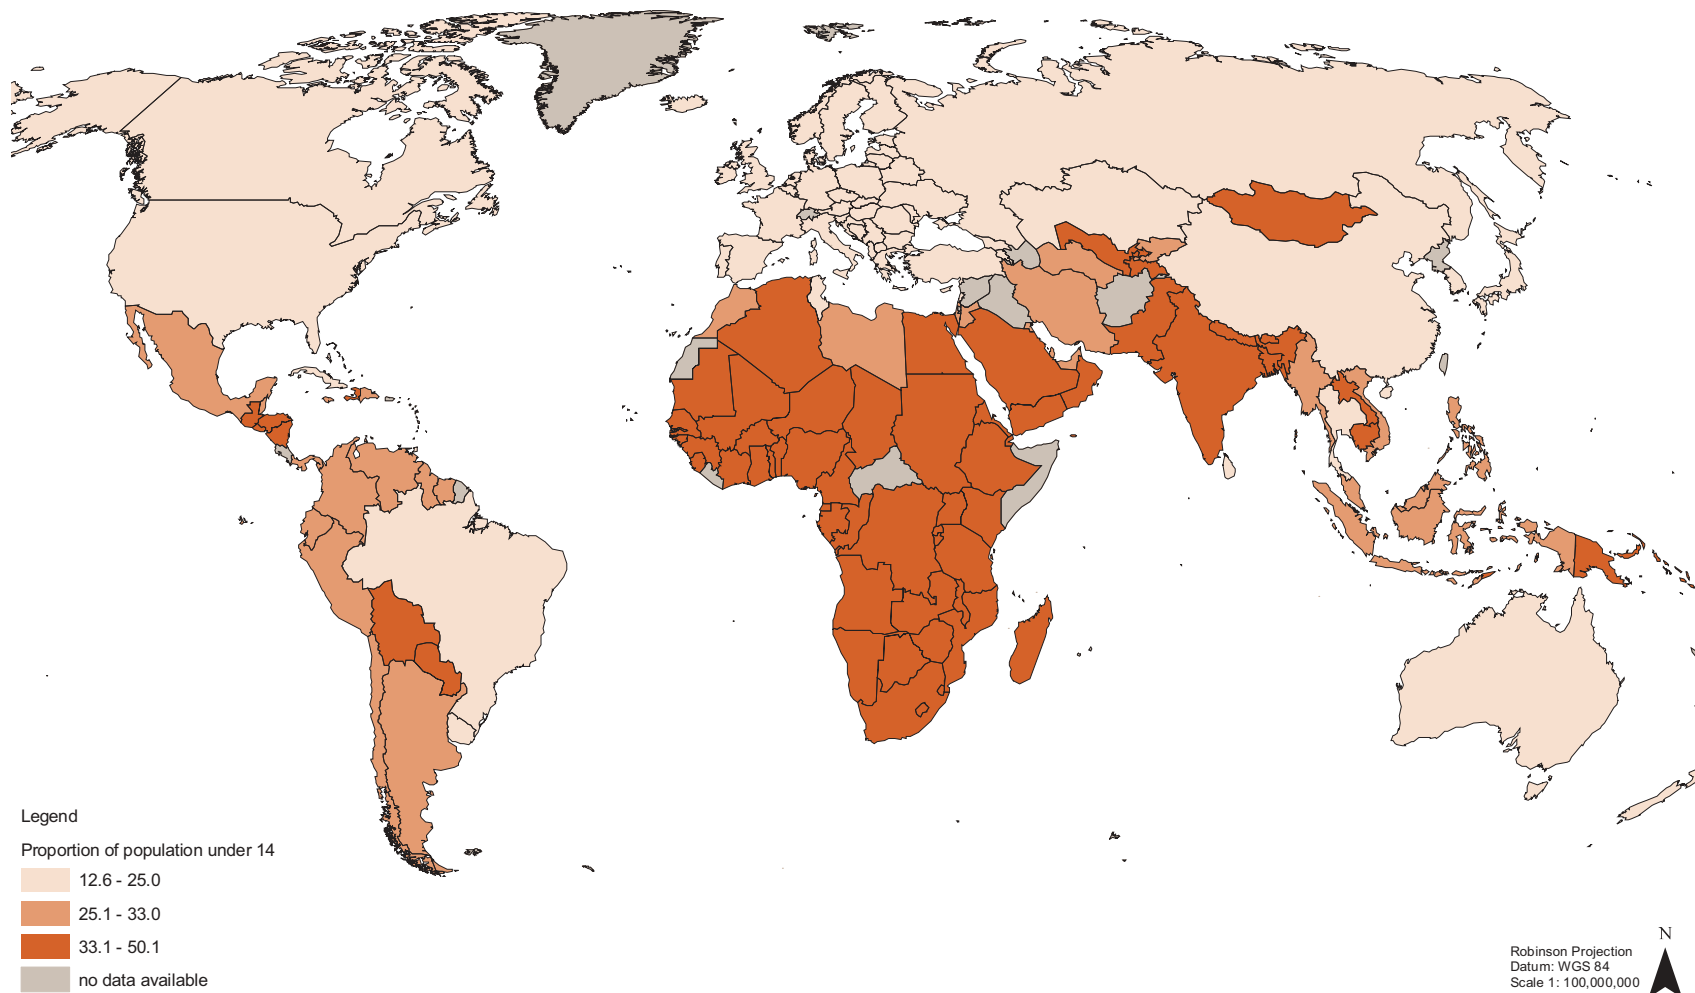 Legend
Proportion of population under 14
12.6 - 25.0
25.1 - 33.0
33.1 - 50.1
no data available
N
Robinson Projection
Datum: WGS 84
Scale 1: 100,000,000